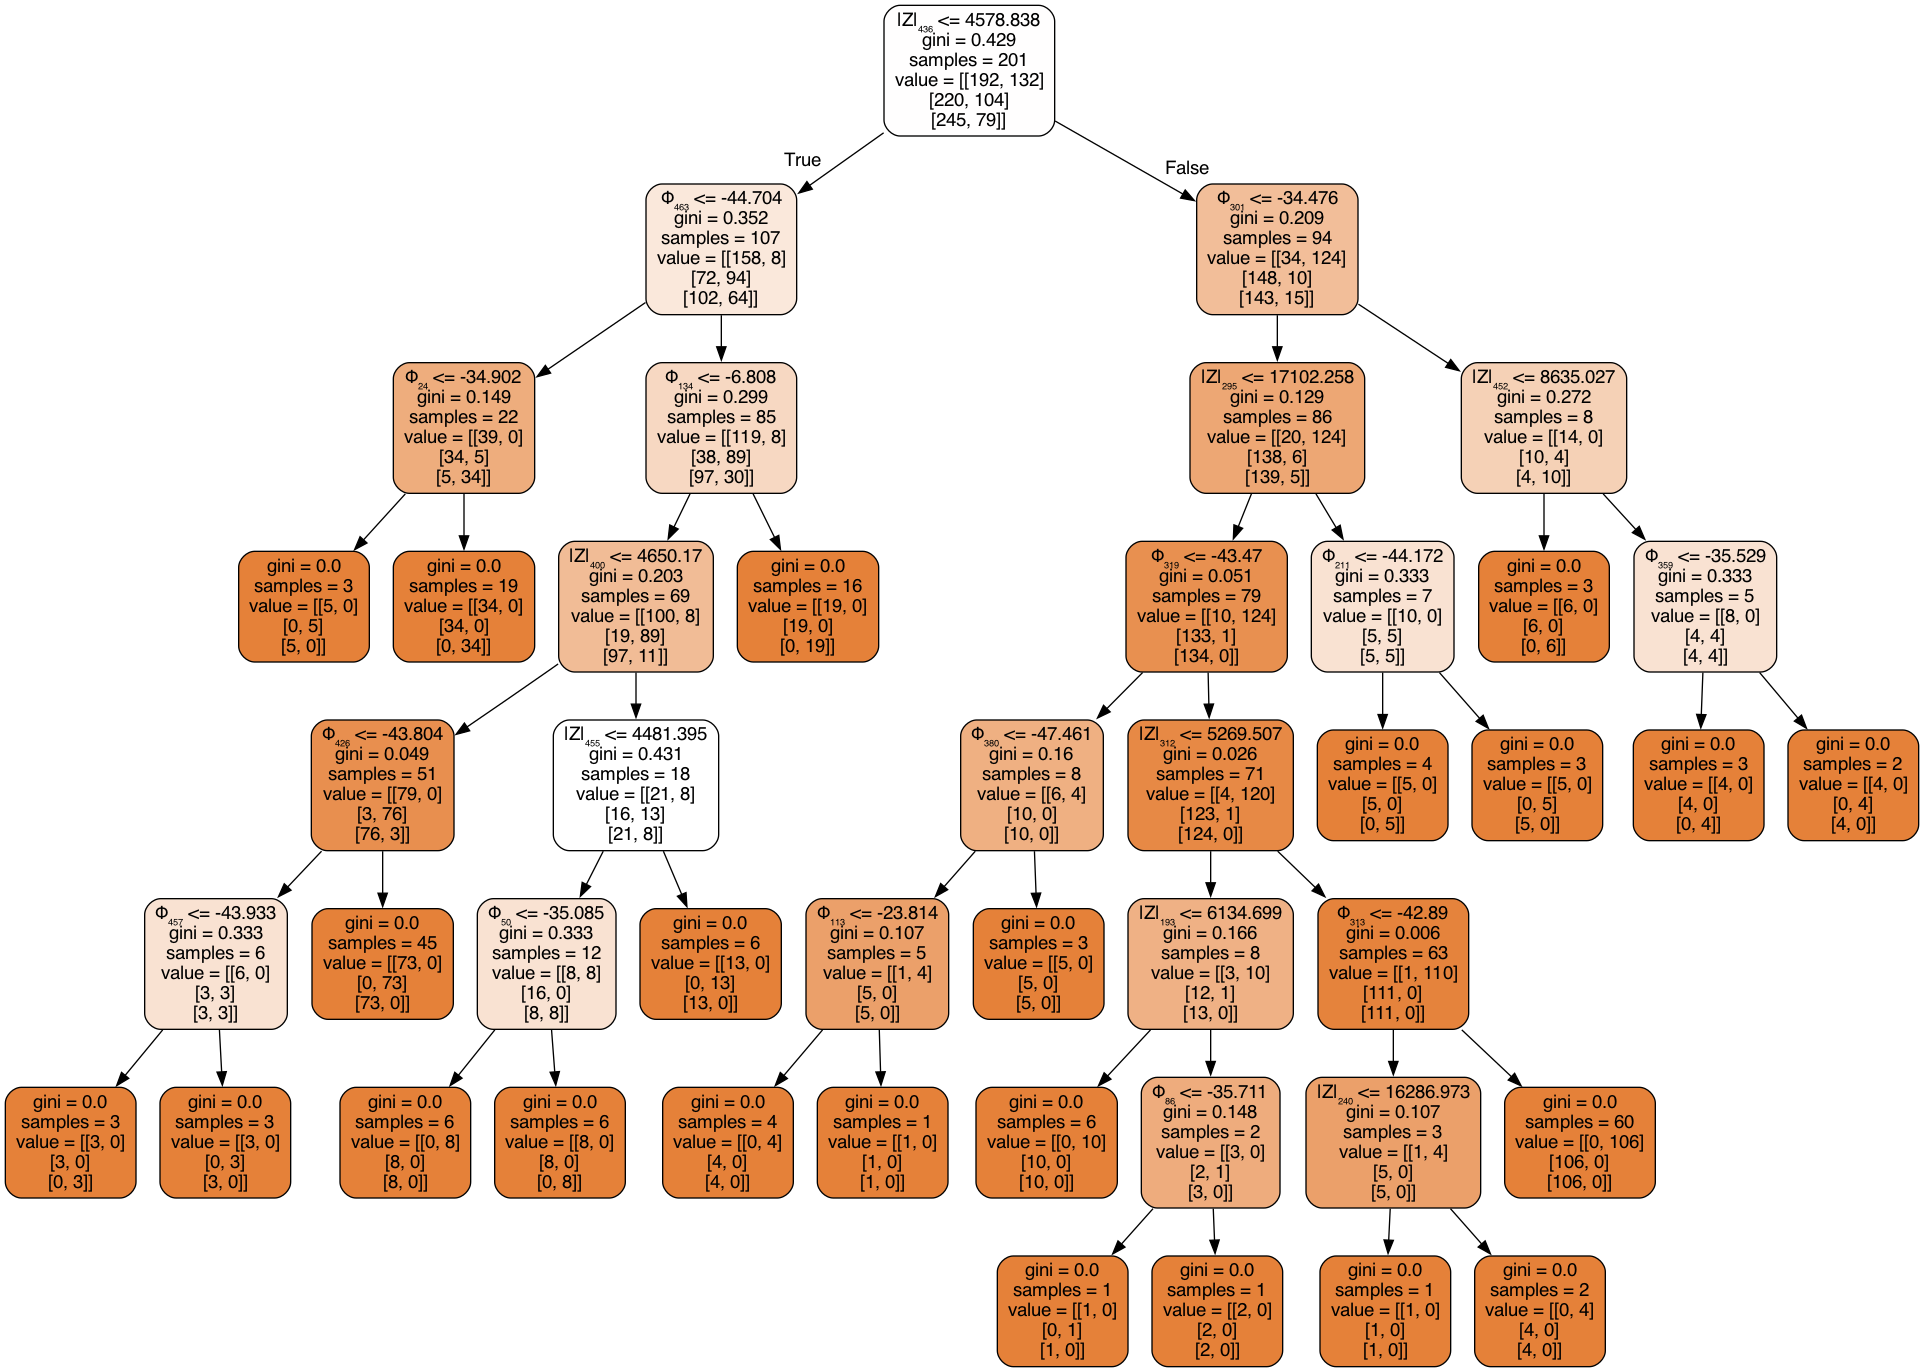 |Z|₄₃₆ <= 4578.838
gini = 0.429
samples = 201
value = [[192, 132]
[220, 104]
[245, 79]]
True
False
Φ₄₆₃ <= -44.704
gini = 0.352
samples = 107
value = [[158, 8]
[72, 94]
[102, 64]]
Φ₃₀₁ <= -34.476
gini = 0.209
samples = 94
value = [[34, 124]
[148, 10]
[143, 15]]
Φ₂₄ <= -34.902
gini = 0.149
samples = 22
value = [[39, 0]
[34, 5]
[5, 34]]
Φ₁₃₄ <= -6.808
gini = 0.299
samples = 85
value = [[119, 8]
[38, 89]
[97, 30]]
|Z|₂₉₅ <= 17102.258
gini = 0.129
samples = 86
value = [[20, 124]
[138, 6]
[139, 5]]
|Z|₄₅₂ <= 8635.027
gini = 0.272
samples = 8
value = [[14, 0]
[10, 4]
[4, 10]]
gini = 0.0
samples = 3
value = [[5, 0]
[0, 5]
[5, 0]]
gini = 0.0
samples = 19
value = [[34, 0]
[34, 0]
[0, 34]]
|Z|₄₀₀ <= 4650.17
gini = 0.203
samples = 69
value = [[100, 8]
[19, 89]
[97, 11]]
gini = 0.0
samples = 16
value = [[19, 0]
[19, 0]
[0, 19]]
Φ₃₁₉ <= -43.47
gini = 0.051
samples = 79
value = [[10, 124]
[133, 1]
[134, 0]]
Φ₂₁₁ <= -44.172
gini = 0.333
samples = 7
value = [[10, 0]
[5, 5]
[5, 5]]
gini = 0.0
samples = 3
value = [[6, 0]
[6, 0]
[0, 6]]
Φ₃₅₉ <= -35.529
gini = 0.333
samples = 5
value = [[8, 0]
[4, 4]
[4, 4]]
Φ₄₂₆ <= -43.804
gini = 0.049
samples = 51
value = [[79, 0]
[3, 76]
[76, 3]]
|Z|₄₅₅ <= 4481.395
gini = 0.431
samples = 18
value = [[21, 8]
[16, 13]
[21, 8]]
Φ₃₈₀ <= -47.461
gini = 0.16
samples = 8
value = [[6, 4]
[10, 0]
[10, 0]]
|Z|₃₁₂ <= 5269.507
gini = 0.026
samples = 71
value = [[4, 120]
[123, 1]
[124, 0]]
gini = 0.0
samples = 4
value = [[5, 0]
[5, 0]
[0, 5]]
gini = 0.0
samples = 3
value = [[5, 0]
[0, 5]
[5, 0]]
gini = 0.0
samples = 3
value = [[4, 0]
[4, 0]
[0, 4]]
gini = 0.0
samples = 2
value = [[4, 0]
[0, 4]
[4, 0]]
Φ₄₅₇ <= -43.933
gini = 0.333
samples = 6
value = [[6, 0]
[3, 3]
[3, 3]]
gini = 0.0
samples = 45
value = [[73, 0]
[0, 73]
[73, 0]]
Φ₅₀ <= -35.085
gini = 0.333
samples = 12
value = [[8, 8]
[16, 0]
[8, 8]]
gini = 0.0
samples = 6
value = [[13, 0]
[0, 13]
[13, 0]]
Φ₁₁₃ <= -23.814
gini = 0.107
samples = 5
value = [[1, 4]
[5, 0]
[5, 0]]
gini = 0.0
samples = 3
value = [[5, 0]
[5, 0]
[5, 0]]
|Z|₁₉₃ <= 6134.699
gini = 0.166
samples = 8
value = [[3, 10]
[12, 1]
[13, 0]]
Φ₃₁₃ <= -42.89
gini = 0.006
samples = 63
value = [[1, 110]
[111, 0]
[111, 0]]
gini = 0.0
samples = 3
value = [[3, 0]
[3, 0]
[0, 3]]
gini = 0.0
samples = 3
value = [[3, 0]
[0, 3]
[3, 0]]
gini = 0.0
samples = 6
value = [[0, 8]
[8, 0]
[8, 0]]
gini = 0.0
samples = 6
value = [[8, 0]
[8, 0]
[0, 8]]
gini = 0.0
samples = 4
value = [[0, 4]
[4, 0]
[4, 0]]
gini = 0.0
samples = 1
value = [[1, 0]
[1, 0]
[1, 0]]
gini = 0.0
samples = 6
value = [[0, 10]
[10, 0]
[10, 0]]
Φ₈₆ <= -35.711
gini = 0.148
samples = 2
value = [[3, 0]
[2, 1]
[3, 0]]
|Z|₂₄₀ <= 16286.973
gini = 0.107
samples = 3
value = [[1, 4]
[5, 0]
[5, 0]]
gini = 0.0
samples = 60
value = [[0, 106]
[106, 0]
[106, 0]]
gini = 0.0
samples = 1
value = [[1, 0]
[0, 1]
[1, 0]]
gini = 0.0
samples = 1
value = [[2, 0]
[2, 0]
[2, 0]]
gini = 0.0
samples = 1
value = [[1, 0]
[1, 0]
[1, 0]]
gini = 0.0
samples = 2
value = [[0, 4]
[4, 0]
[4, 0]]